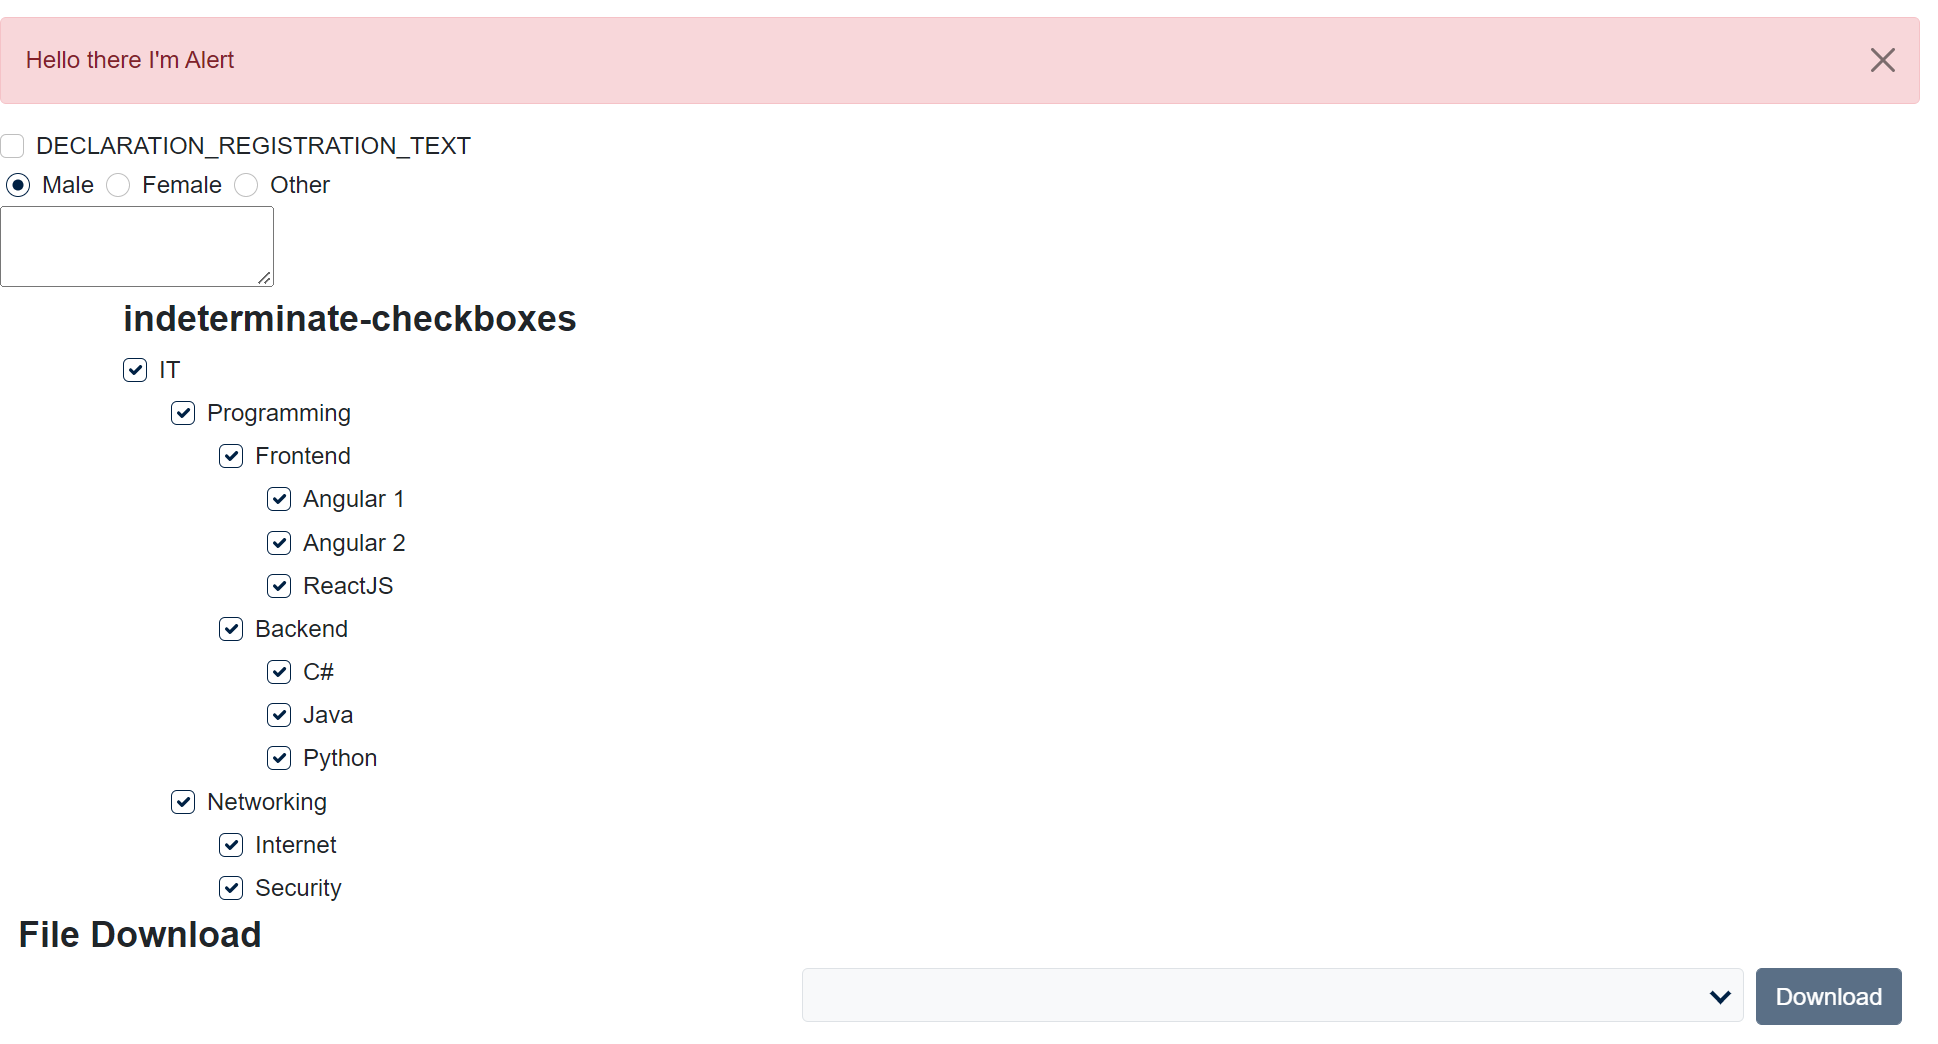 Hello there I'm Alert
DECLARATION_REGISTRATION_TEXT
Male Female Other
indeterminate-checkboxes
IT
Programming
Frontend
Angular 1
Angular 2
ReactJS
Backend
C#
Java
Python
Networking
Internet
Security
File Download
Download